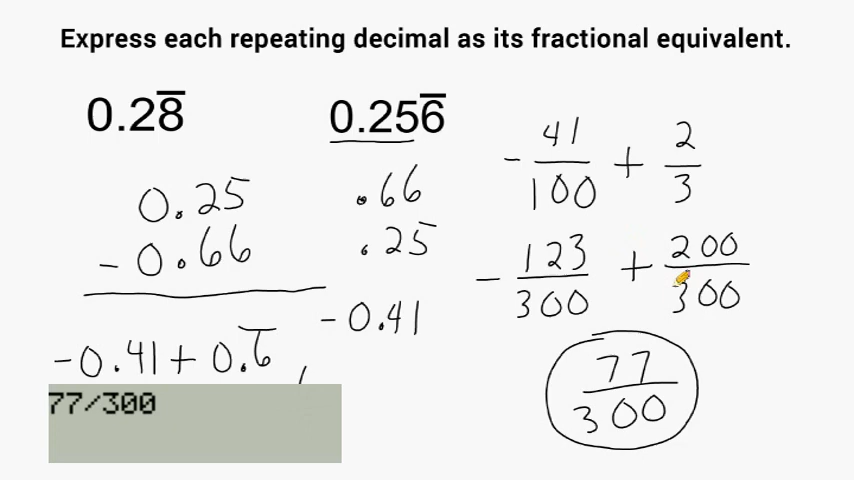 Express each repeating decimal as its fractional equivalent.
0.28̅
0.256̅
0.25
- 0.66
-0.41 + 0.6̅
.66
.25
-0.41
- 41/100 + 2/3
- 123/300 + 200/300
77/300
77/300